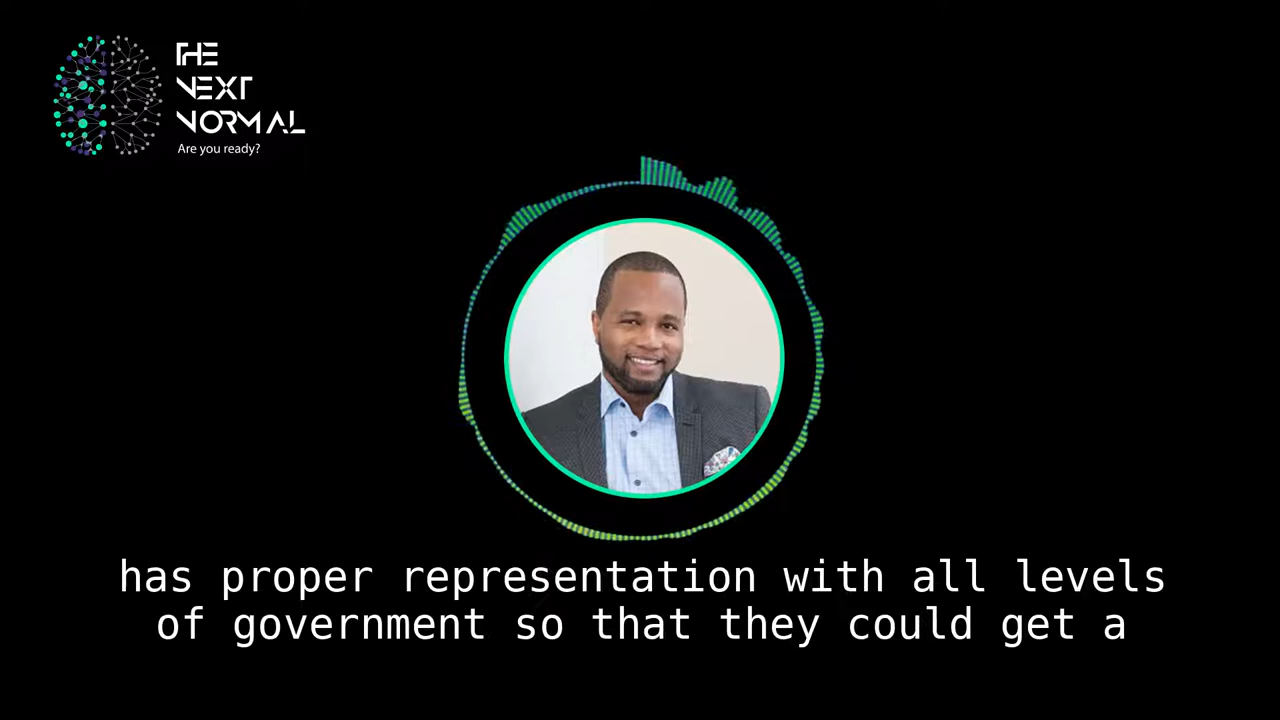 THE
NEXT
NORMAL
Are you ready?
has proper representation with all levels
of government so that they could get a